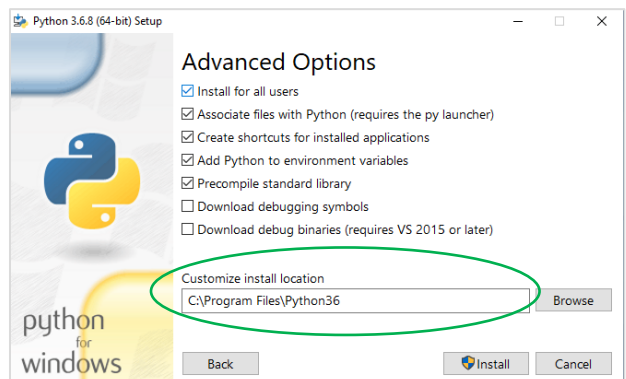 Python 3.6.8 (64-bit) Setup
Advanced Options
Install for all users
Associate files with Python (requires the py launcher)
Create shortcuts for installed applications
Add Python to environment variables
Precompile standard library
Download debugging symbols
Download debug binaries (requires VS 2015 or later)
Customize install location
C:\Program Files\Python36
Browse
python
for
windows
Back
Install
Cancel